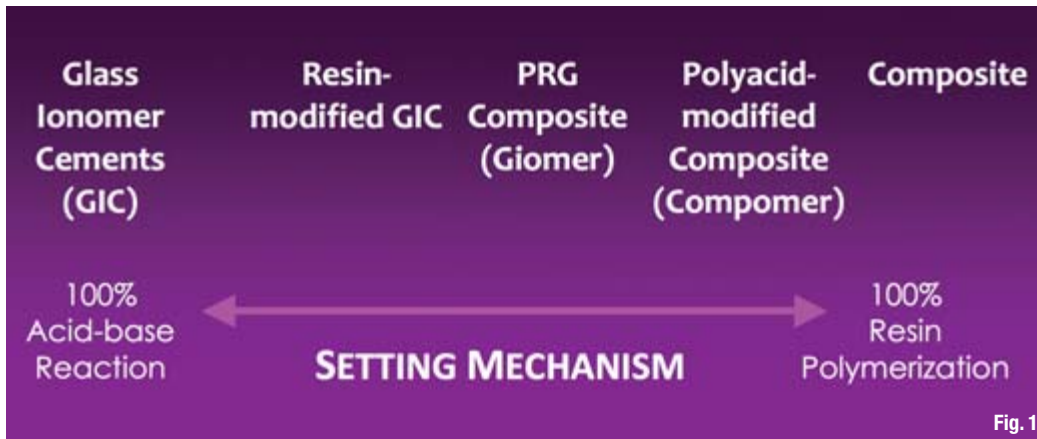 Glass
Ionomer
Cements
(GIC)
Resin-
modified GIC
PRG
Composite
(Giomer)
Polyacid-
modified
Composite
(Compomer)
Composite
100%
Acid-base
Reaction
SETTING MECHANISM
100%
Resin
Polymerization
Fig. 1